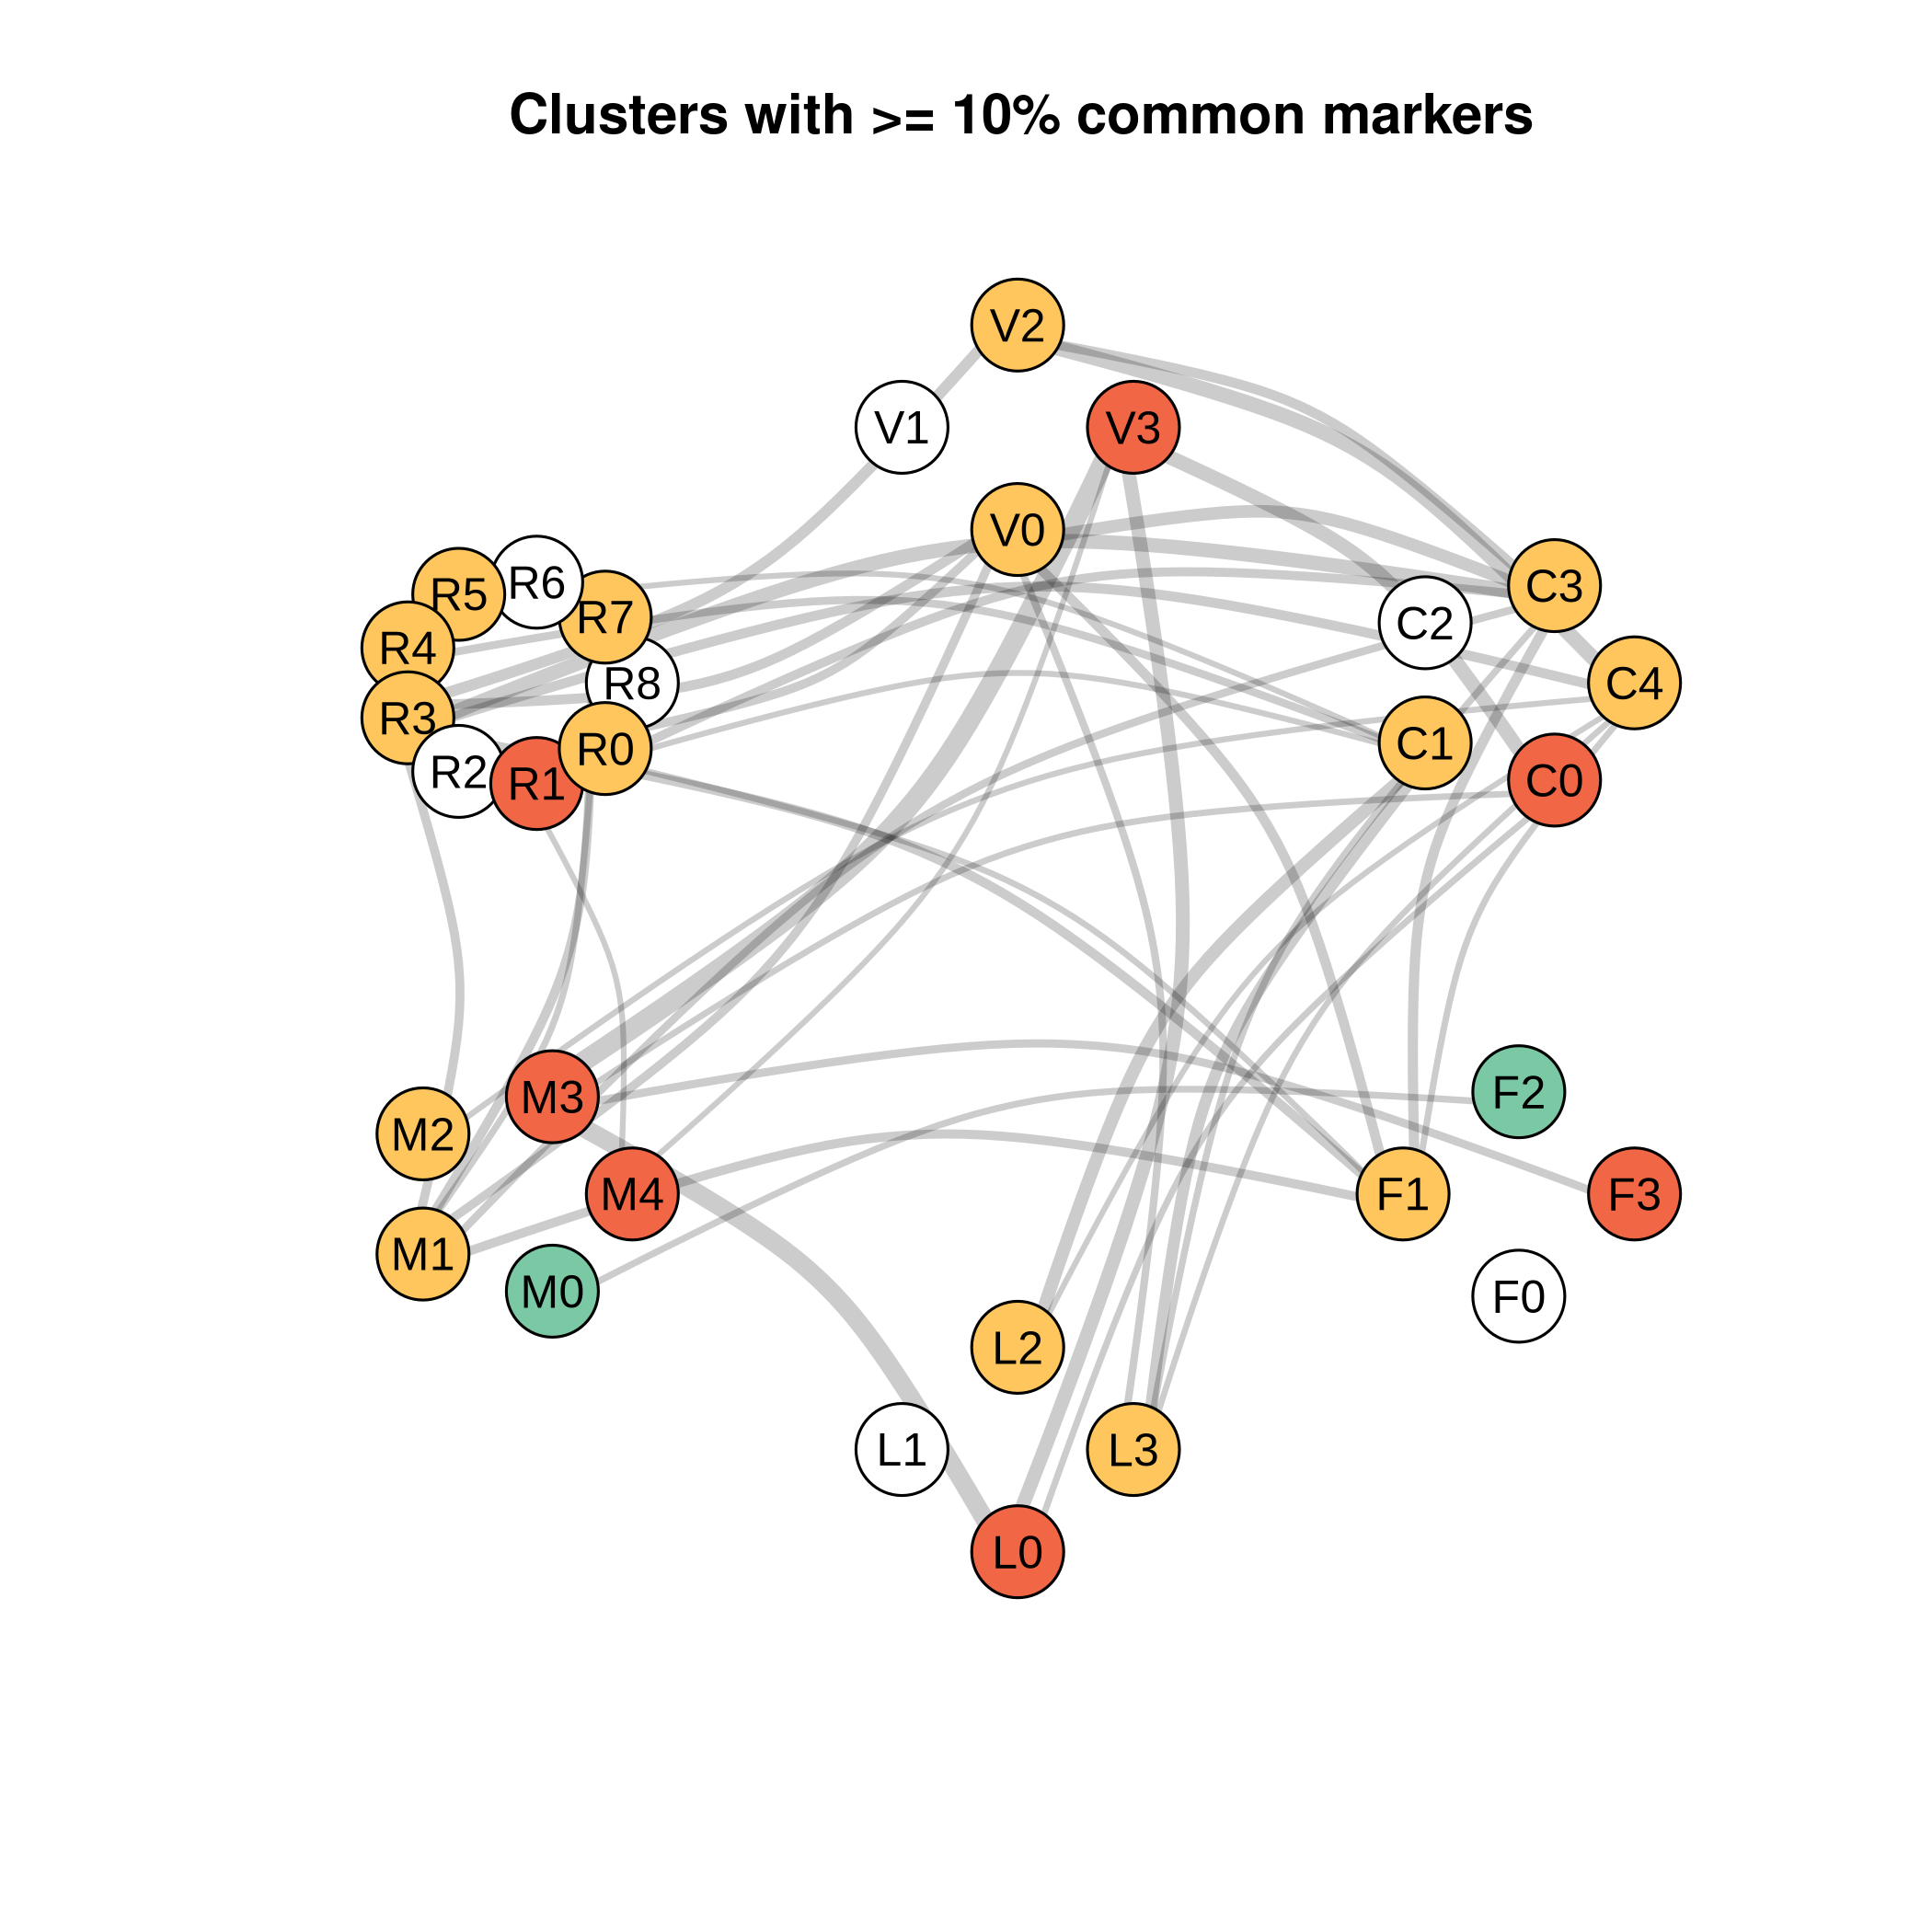 Clusters with >= 10% common markers
V2
V1
V3
V0
R5
R6
R7
R4
R8
R3
R2
R1
R0
C3
C2
C4
C1
C0
M3
M2
M4
M1
M0
F2
F1
F3
F0
L2
L1
L3
L0